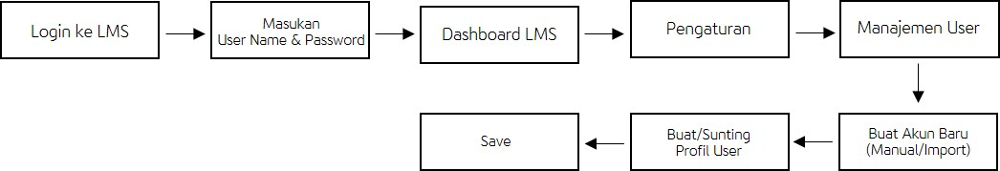 Login ke LMS
Masukan
User Name & Password
Dashboard LMS
Pengaturan
Manajemen User
Buat Akun Baru
(Manual/Import)
Buat/Sunting
Profil User
Save